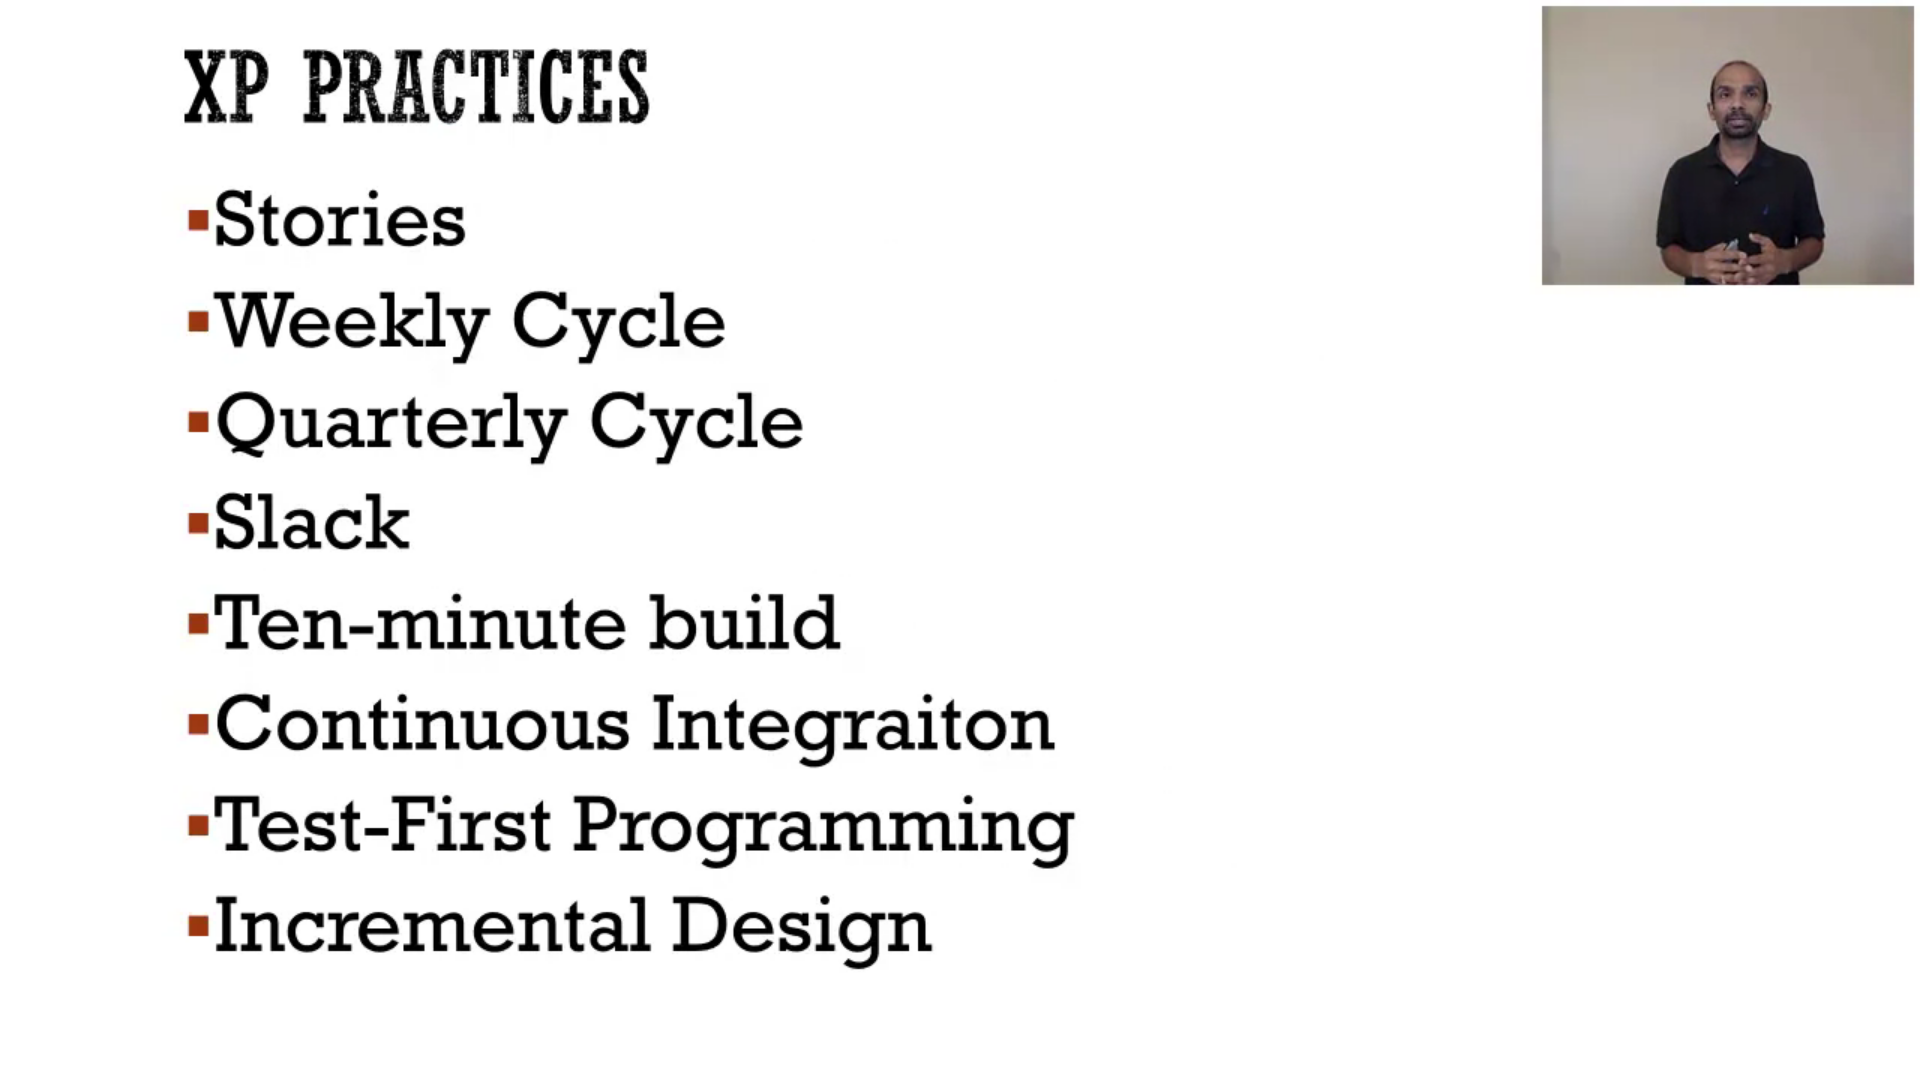 XP PRACTICES
▪Stories
▪Weekly Cycle
▪Quarterly Cycle
▪Slack
▪Ten-minute build
▪Continuous Integraiton
▪Test-First Programming
▪Incremental Design